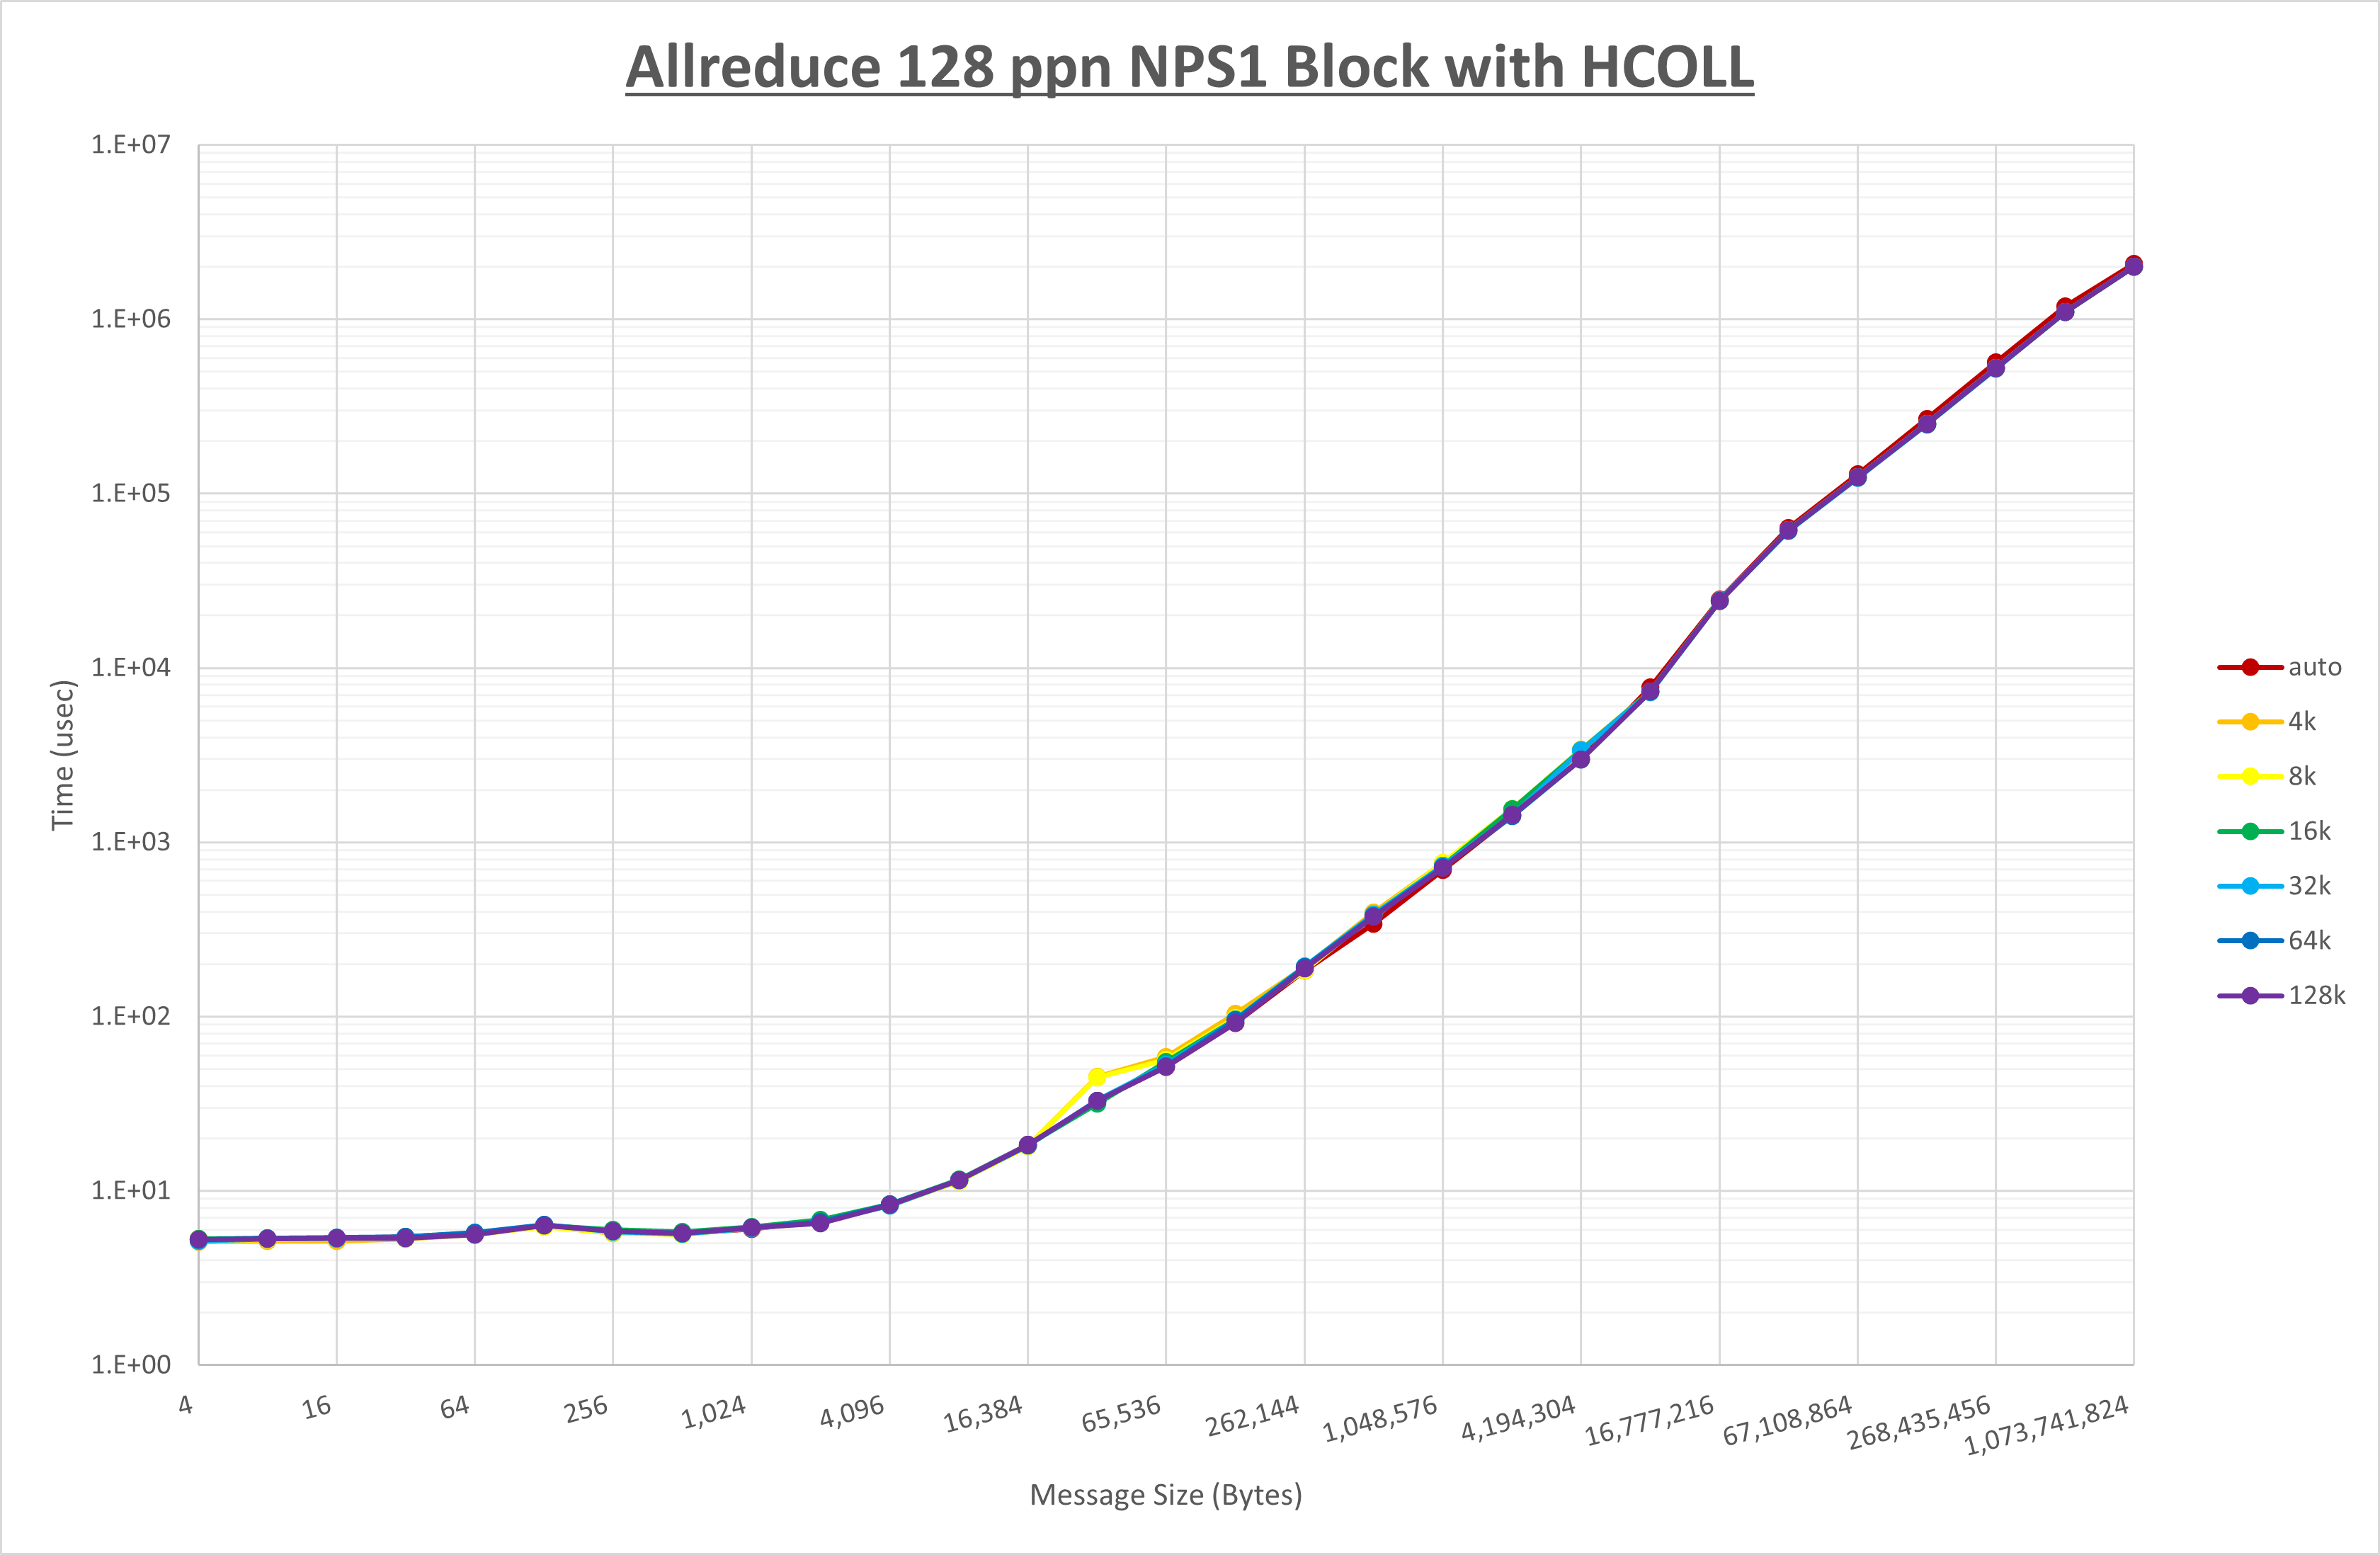 Allreduce 128 ppn NPS1 Block with HCOLL
1.E+07
1.E+06
1.E+05
1.E+04
1.E+03
1.E+02
1.E+01
1.E+00
Time (usec)
4
16
64
256
1,024
4,096
16,384
65,536
262,144
1,048,576
4,194,304
16,777,216
67,108,864
268,435,456
1,073,741,824
Message Size (Bytes)
auto
4k
8k
16k
32k
64k
128k